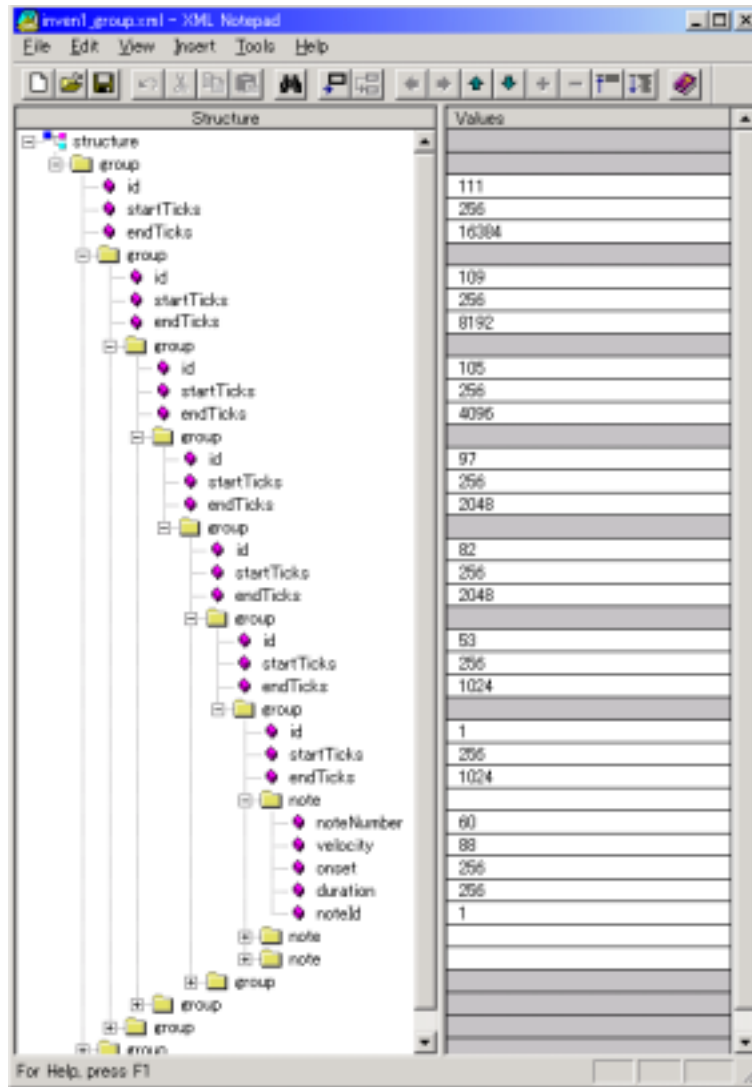 inven1_group.xml - XML Notepad
File Edit View Insert Tools Help
Structure Values
structure
group
id 111
startTicks 256
endTicks 16384
group
id 109
startTicks 256
endTicks 8192
group
id 105
startTicks 256
endTicks 4096
group
id 97
startTicks 256
endTicks 2048
group
id 82
startTicks 256
endTicks 2048
group
id 53
startTicks 256
endTicks 1024
group
id 1
startTicks 256
endTicks 1024
note
noteNumber 60
velocity 88
onset 256
duration 256
noteId 1
note
note
group
group
group
group
For Help, press F1